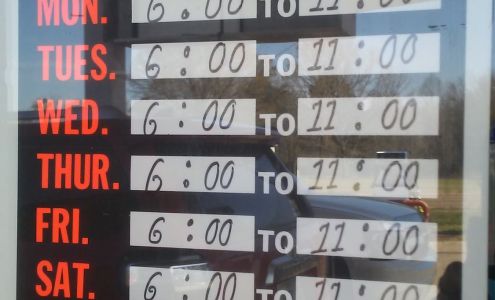 MON. 6:00 TO 11:00
TUES. 6:00 TO 11:00
WED. 6:00 TO 11:00
THUR. 6:00 TO 11:00
FRI. 6:00 TO 11:00
SAT. 6:00 TO 11:00